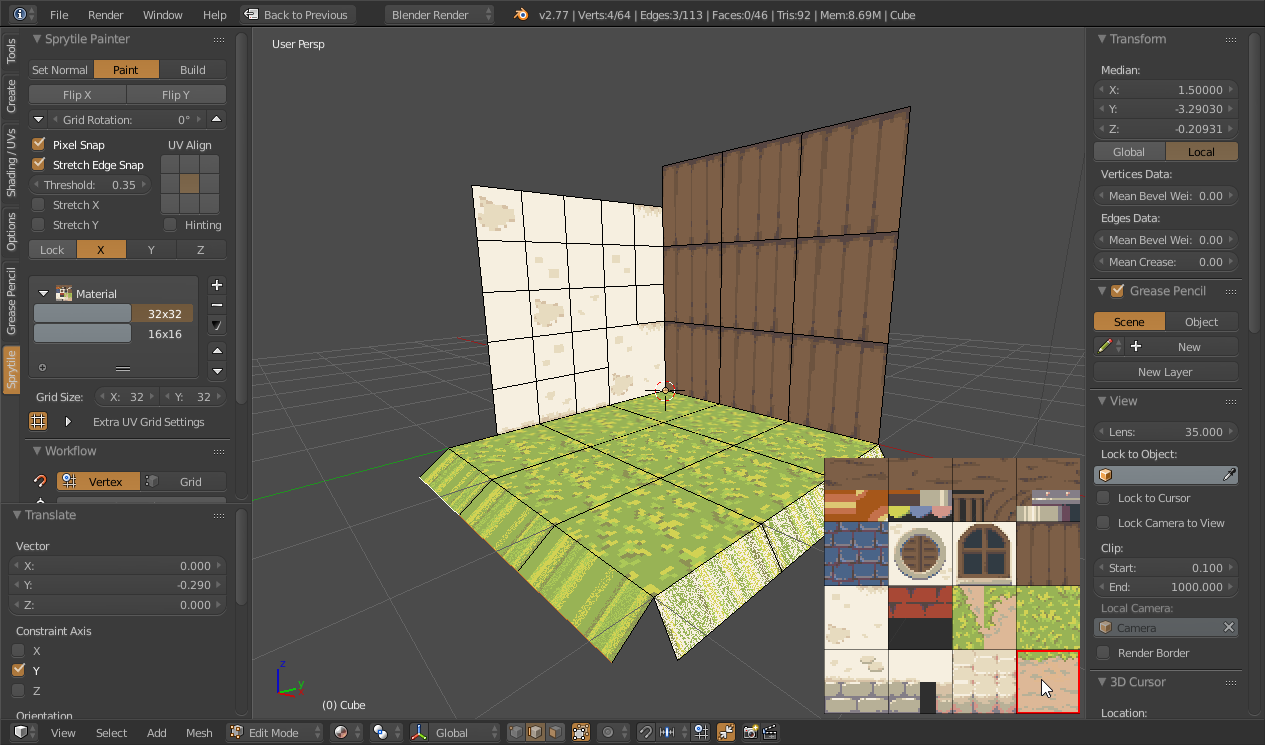 File Render Window Help Back to Previous Blender Render v2.77 | Verts:4/64 | Edges:3/113 | Faces:0/46 | Tris:92 | Mem:8.69M | Cube
Tools
Create
Shading / UVs
Options
Grease Pencil
Sprytile
Sprytile Painter
Set Normal Paint Build
Flip X Flip Y
Grid Rotation: 0°
Pixel Snap UV Align
Stretch Edge Snap
Threshold: 0.35
Stretch X
Stretch Y Hinting
Lock X Y Z
Material
32x32
16x16
Grid Size: X: 32 Y: 32
Extra UV Grid Settings
Workflow
Vertex Grid
Translate
Vector
X: 0.000
Y: -0.290
Z: 0.000
Constraint Axis
X
Y
Z
Orientation
User Persp
z
y
(0) Cube
Transform
Median:
X: 1.50000
Y: -3.29030
Z: -0.20931
Global Local
Vertices Data:
Mean Bevel Wei: 0.00
Edges Data:
Mean Bevel Wei: 0.00
Mean Crease: 0.00
Grease Pencil
Scene Object
New
New Layer
View
Lens: 35.000
Lock to Object:
Lock to Cursor
Lock Camera to View
Clip:
Start: 0.100
End: 1000.000
Local Camera:
Camera
Render Border
3D Cursor
Location:
View Select Add Mesh Edit Mode Global